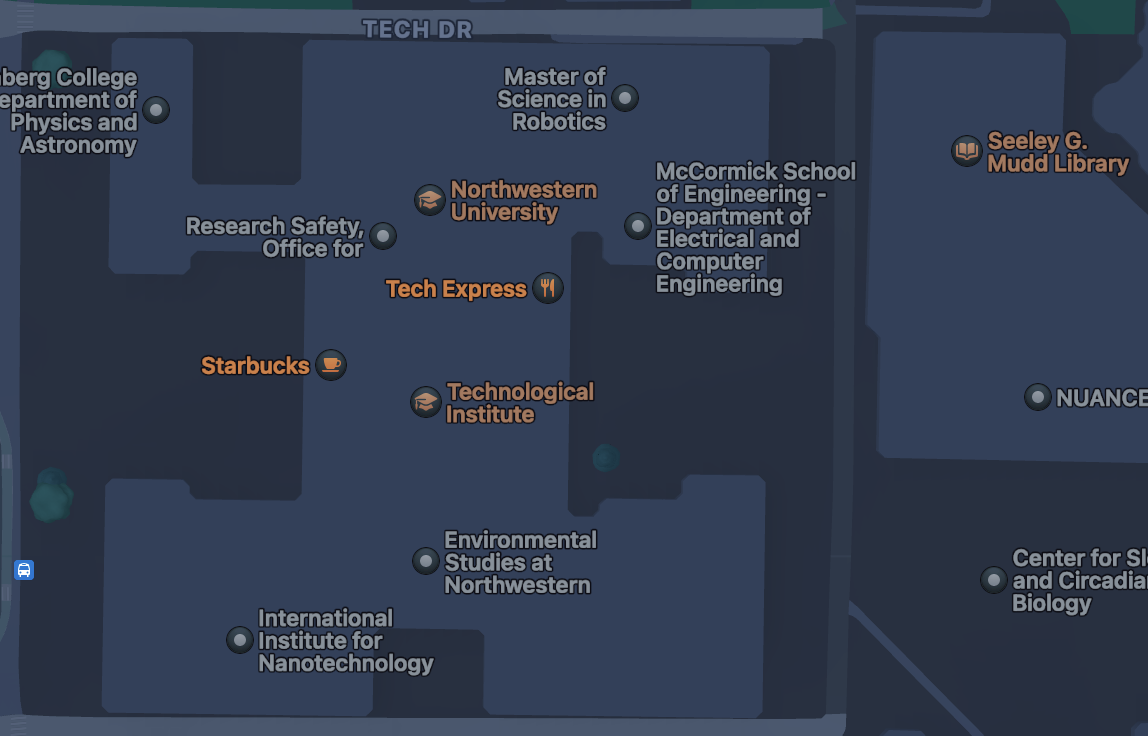 TECH DR
berg College
epartment of
Physics and
Astronomy
Master of
Science in
Robotics
Seeley G.
Mudd Library
McCormick School
of Engineering -
Department of
Electrical and
Computer
Engineering
Northwestern
University
Research Safety,
Office for
Tech Express
Starbucks
Technological
Institute
NUANCE
Environmental
Studies at
Northwestern
Center for Sl
and Circadia
Biology
International
Institute for
Nanotechnology